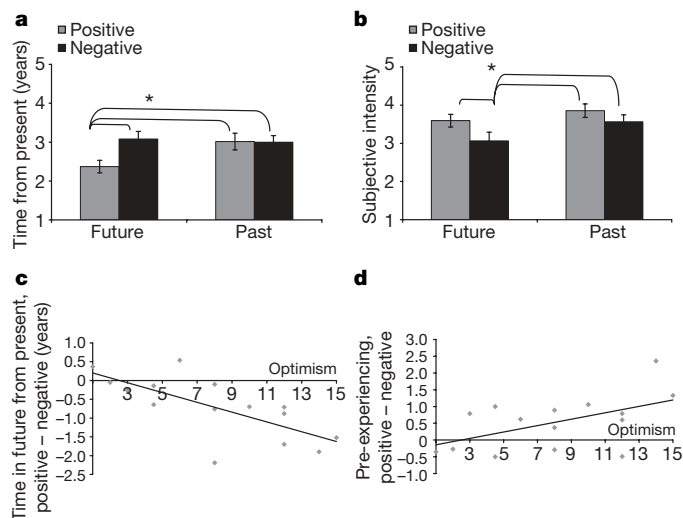 a
Positive
Negative
Time from present (years)
5
4
3
2
1
*
Future
Past
b
Positive
Negative
Subjective intensity
5
4
3
2
1
*
Future
Past
c
Time in future from present,
positive – negative (years)
1.0
0.5
0
–0.5
–1.0
–1.5
–2.0
–2.5
Optimism
3 5 7 9 11 13 15
d
Pre-experiencing,
positive – negative
3.0
2.5
2.0
1.5
1.0
0.5
0
–0.5
–1.0
Optimism
1 3 5 7 9 11 13 15